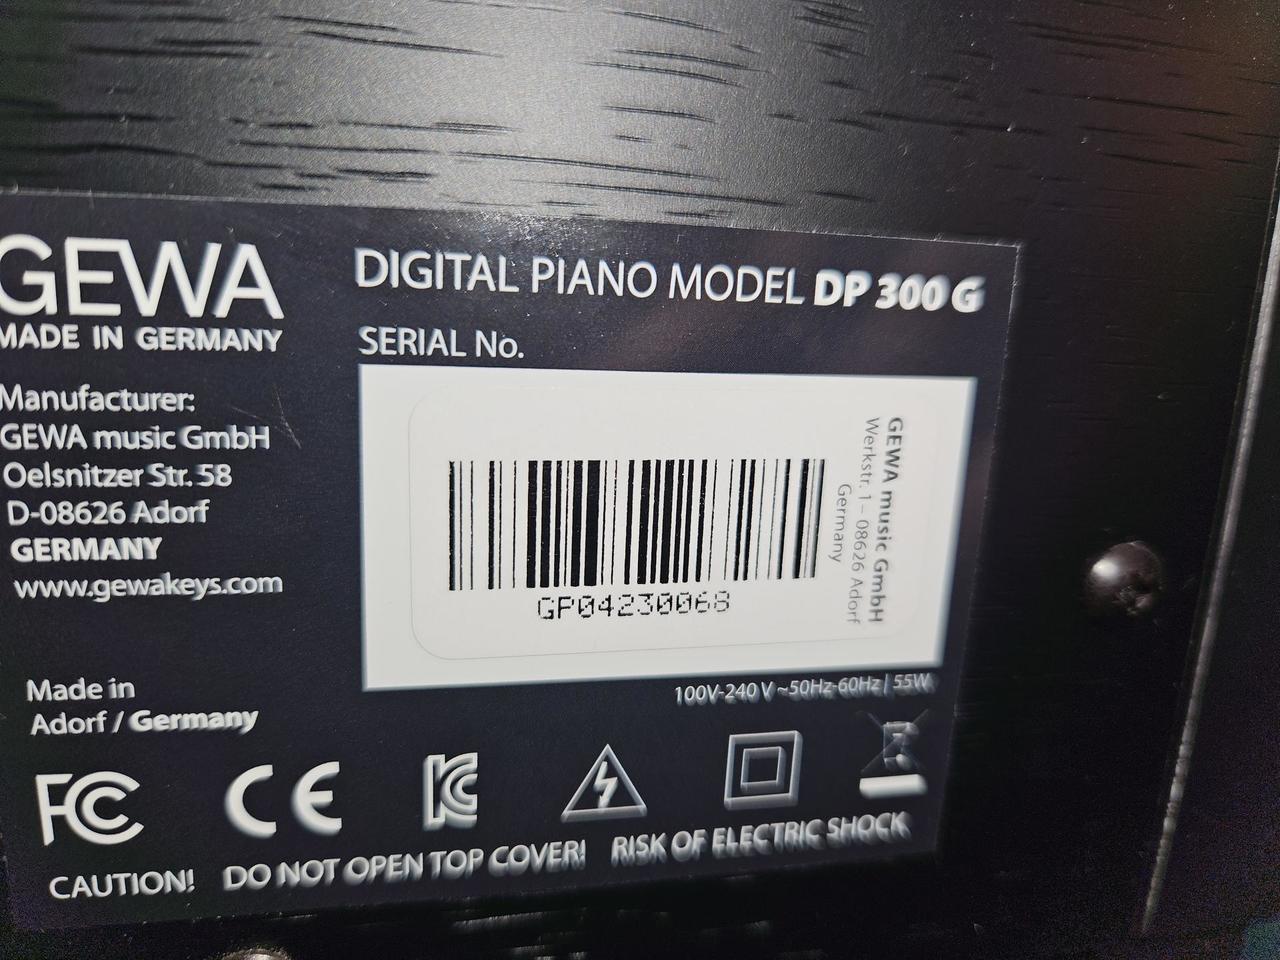 GEWA
MADE IN GERMANY
Manufacturer:
GEWA music GmbH
Oelsnitzer Str. 58
D-08626 Adorf
GERMANY
www.gewakeys.com
Made in
Adorf / Germany
DIGITAL PIANO MODEL DP 300 G
SERIAL No.
GP04230068
GEWA music GmbH
Werkstr. 1 – 08626 Adorf
Germany
100V-240 V ~50Hz-60Hz | 55W
FC CE KC
CAUTION! DO NOT OPEN TOP COVER! RISK OF ELECTRIC SHOCK